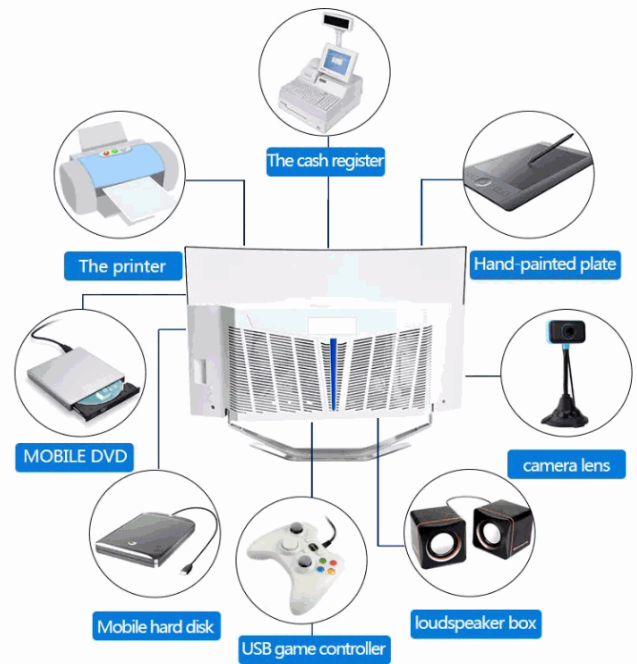 The cash register
The printer
Hand-painted plate
MOBILE DVD
camera lens
Mobile hard disk
USB game controller
loudspeaker box